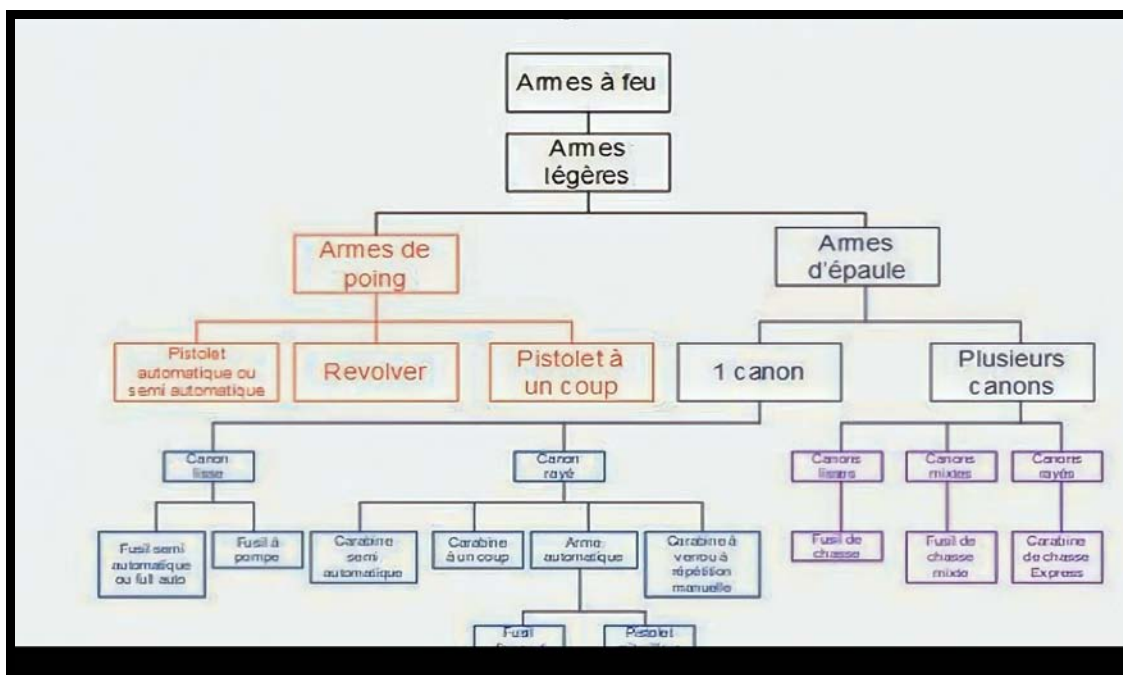 Armes à feu
Armes
légères
Armes de
poing
Armes
d'épaule
Pistolet
automatique ou
semi automatique
Revolver
Pistolet à
un coup
1 canon
Plusieurs
canons
Canon
lisse
Canon
rayé
Canons
lisses
Canons
mixtes
Canons
rayés
Fusil semi
automatique
ou full auto
Fusil à
pompe
Carabine
semi
automatique
Carabine
à un coup
Arme
automatique
Carabine à
verrou à
répétition
manuelle
Fusil de
chasse
Fusil de
chasse
mixte
Carabine
de chasse
Express
Fusil
Pistolet